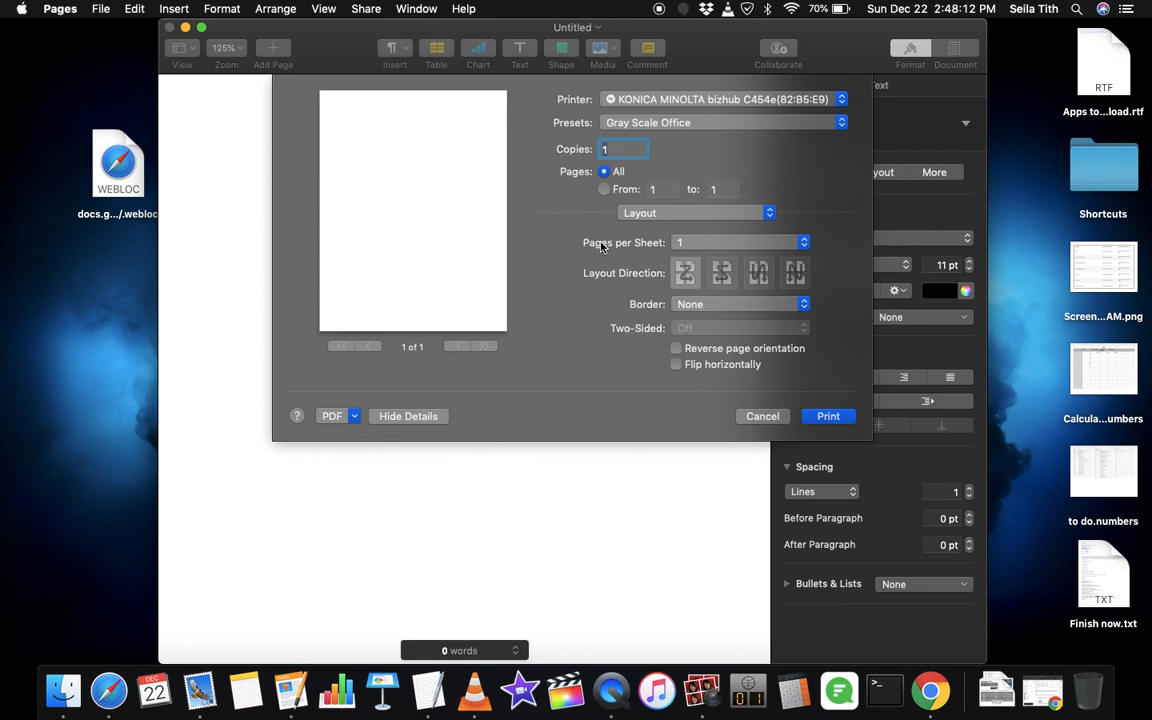 Pages File Edit Insert Format Arrange View Share Window Help 70% Sun Dec 22 2:48:12 PM Seila Tith
Untitled
125%
View Zoom Add Page Insert Table Chart Text Shape Media Comment Collaborate Format Document
Printer: KONICA MINOLTA bizhub C454e(82:B5:E9)
Presets: Gray Scale Office
Copies: 1
Pages: All
From: 1 to: 1
Layout
Pages per Sheet: 1
Layout Direction:
Border: None
Two-Sided: Off
Reverse page orientation
Flip horizontally
1 of 1
? PDF Hide Details Cancel Print
ext
yout More
11 pt
None
Spacing
Lines 1
Before Paragraph 0 pt
After Paragraph 0 pt
Bullets & Lists None
0 words
WEBLOC
docs.g.../.webloc
RTF
Apps to...load.rtf
Shortcuts
Screen...AM.png
Calcula...umbers
to do.numbers
TXT
Finish now.txt
DEC
22